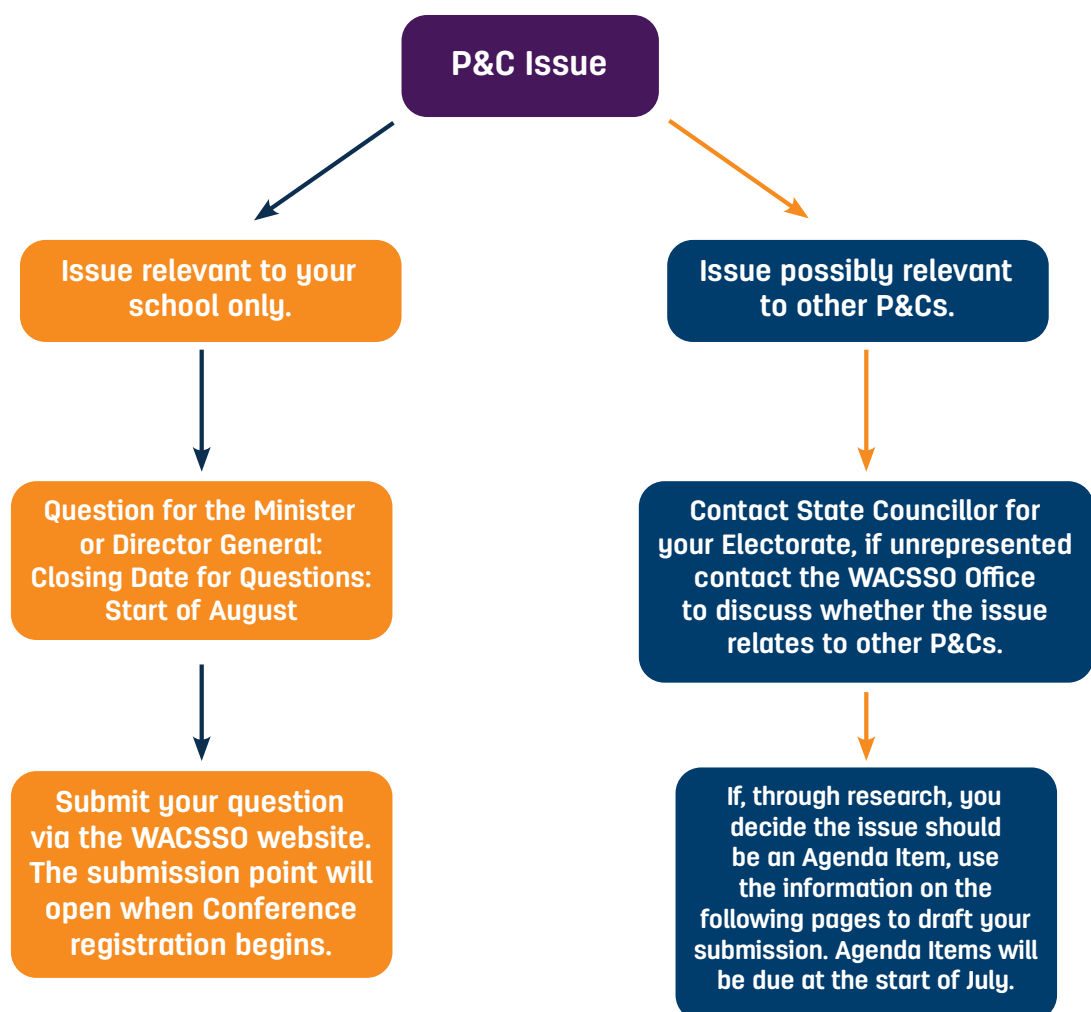 P&C Issue
Issue relevant to your
school only.
Question for the Minister
or Director General:
Closing Date for Questions:
Start of August
Submit your question
via the WACSSO website.
The submission point will
open when Conference
registration begins.
Issue possibly relevant
to other P&Cs.
Contact State Councillor for
your Electorate, if unrepresented
contact the WACSSO Office
to discuss whether the issue
relates to other P&Cs.
If, through research, you
decide the issue should
be an Agenda Item, use
the information on the
following pages to draft your
submission. Agenda Items will
be due at the start of July.